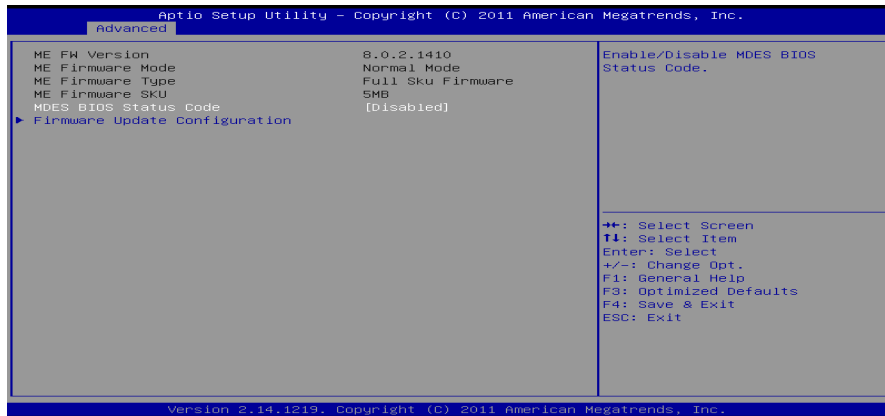 Aptio Setup Utility – Copyright (C) 2011 American Megatrends, Inc.
Advanced
ME FW Version 8.0.2.1410
ME Firmware Mode Normal Mode
ME Firmware Type Full Sku Firmware
ME Firmware SKU 5MB
MDES BIOS Status Code [Disabled]
► Firmware Update Configuration
Enable/Disable MDES BIOS
Status Code.
→←: Select Screen
↑↓: Select Item
Enter: Select
+/-: Change Opt.
F1: General Help
F3: Optimized Defaults
F4: Save & Exit
ESC: Exit
Version 2.14.1219. Copyright (C) 2011 American Megatrends, Inc.